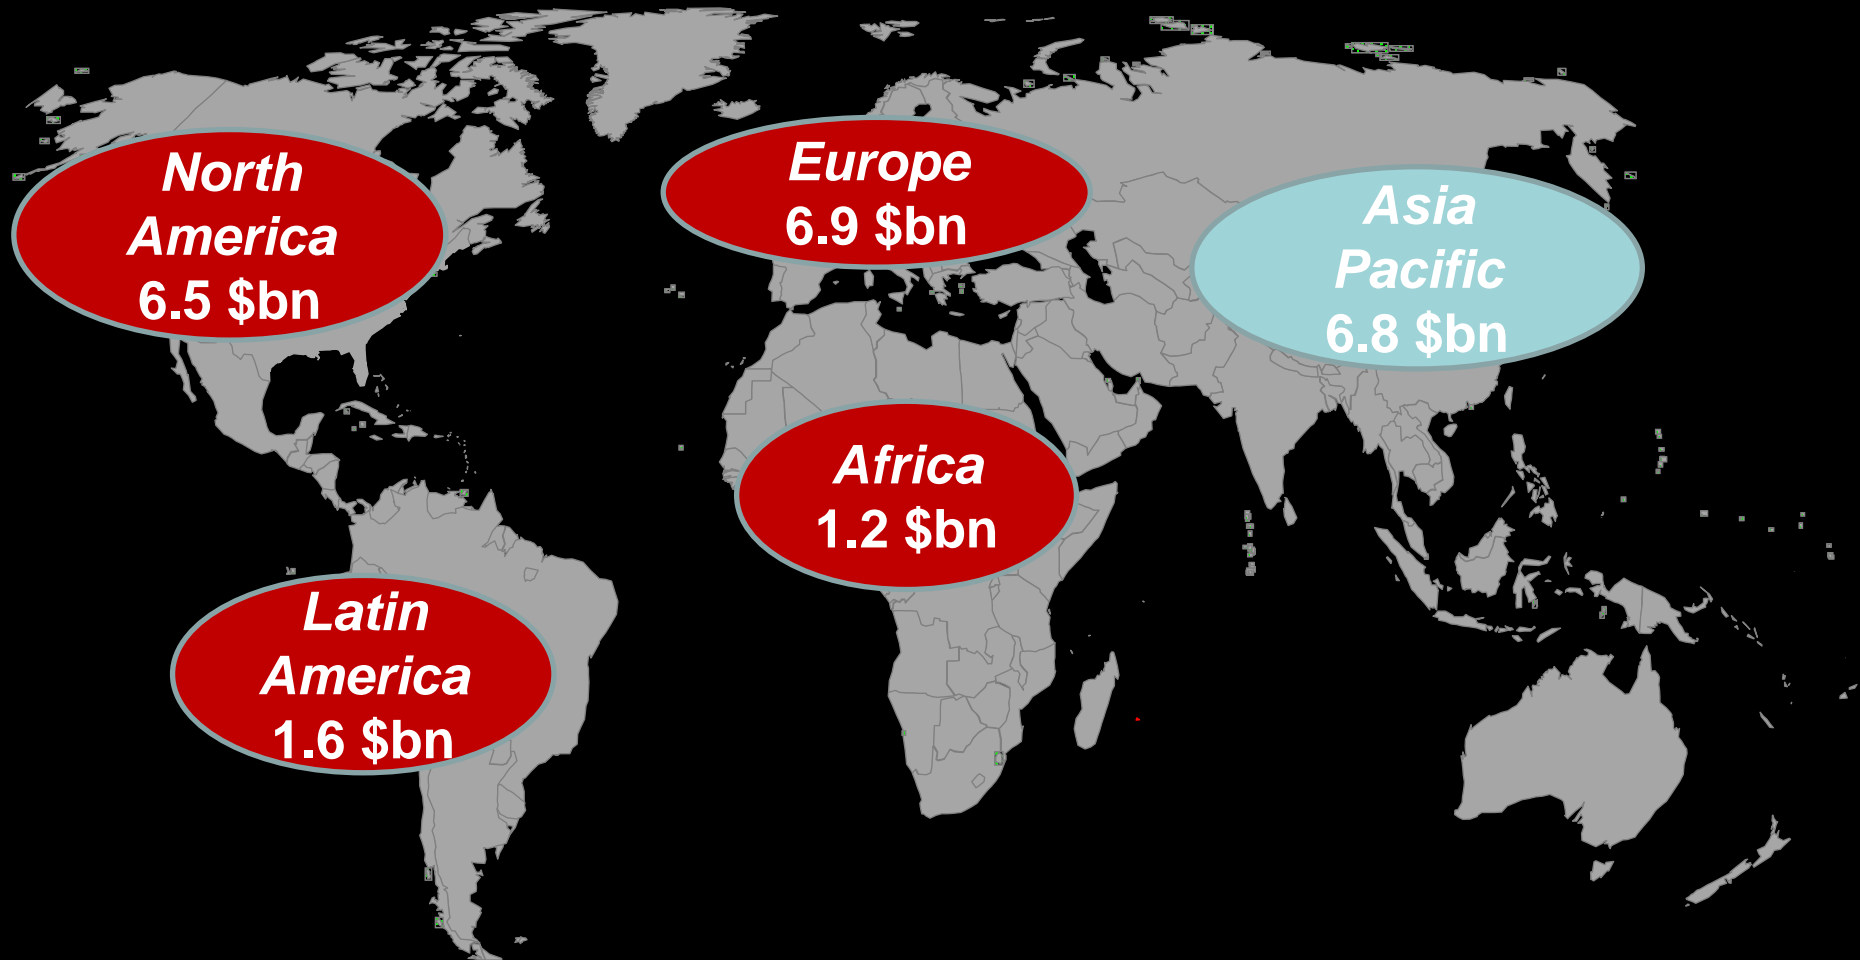 North
America
6.5 $bn
Europe
6.9 $bn
Asia
Pacific
6.8 $bn
Africa
1.2 $bn
Latin
America
1.6 $bn